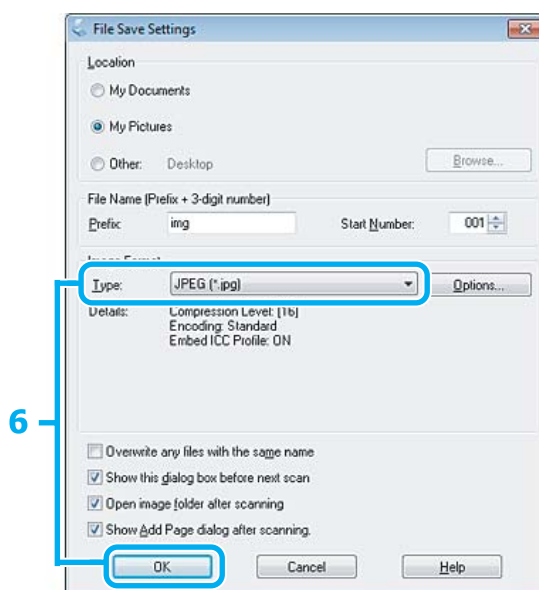 File Save Settings
Location
My Documents
My Pictures
Other: Desktop Browse...
File Name (Prefix + 3-digit number)
Prefix: img Start Number: 001
Image Format
Type: JPEG (*.jpg) Options...
Details: Compression Level: [16]
Encoding: Standard
Embed ICC Profile: ON
6
Overwrite any files with the same name
Show this dialog box before next scan
Open image folder after scanning
Show Add Page dialog after scanning.
OK Cancel Help